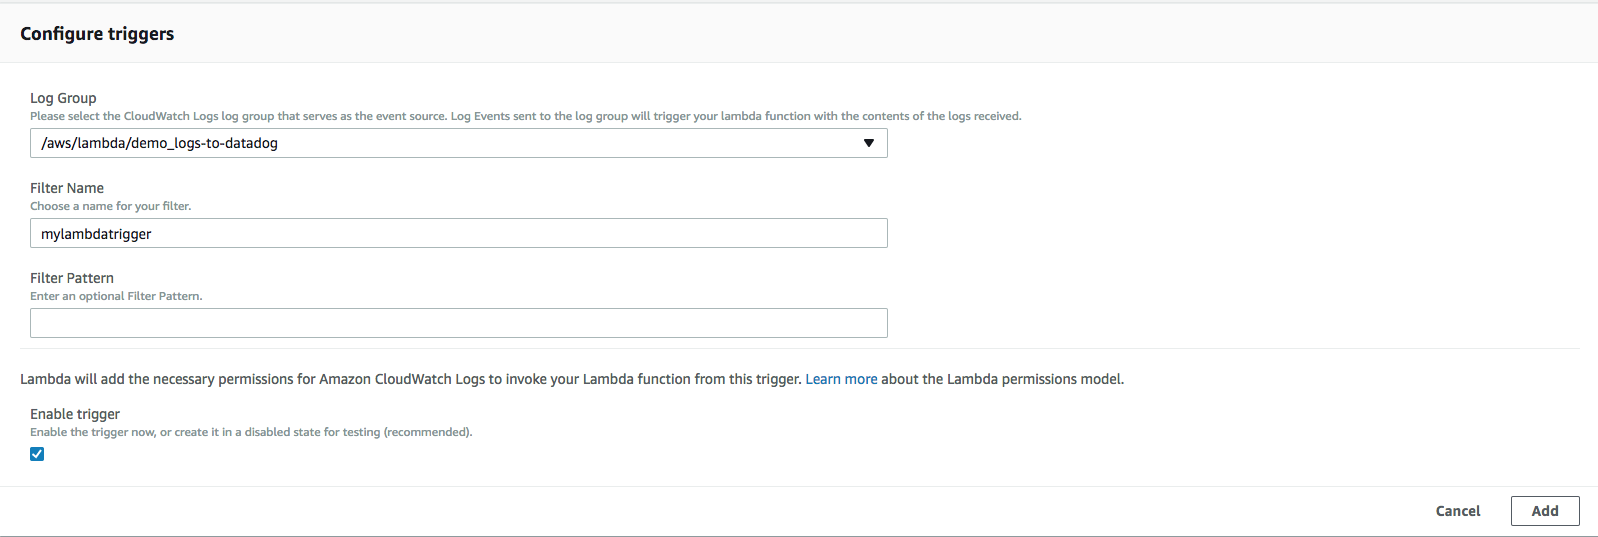 Configure triggers
Log Group
Please select the CloudWatch Logs log group that serves as the event source. Log Events sent to the log group will trigger your lambda function with the contents of the logs received.
/aws/lambda/demo_logs-to-datadog
Filter Name
Choose a name for your filter.
mylambdatrigger
Filter Pattern
Enter an optional Filter Pattern.
Lambda will add the necessary permissions for Amazon CloudWatch Logs to invoke your Lambda function from this trigger. Learn more about the Lambda permissions model.
Enable trigger
Enable the trigger now, or create it in a disabled state for testing (recommended).
Cancel Add